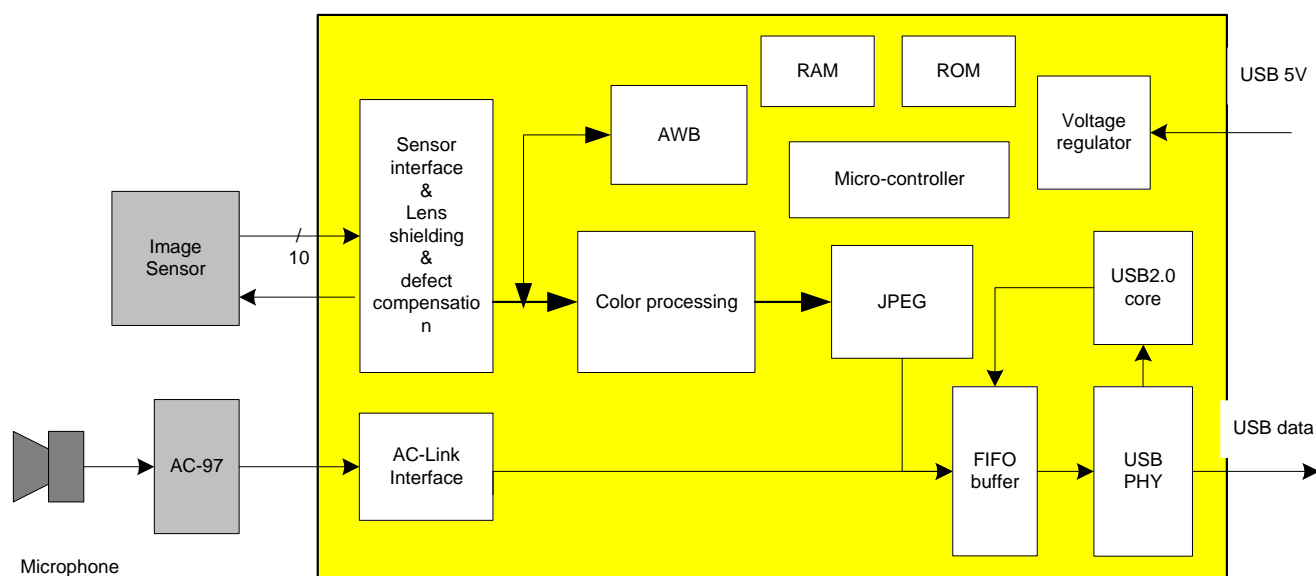 RAM
ROM
USB 5V
Voltage
regulator
AWB
Sensor
interface
&
Lens
shielding
&
defect
compensatio
n
Micro-controller
Image
Sensor
10
Color processing
JPEG
USB2.0
core
AC-97
AC-Link
Interface
FIFO
buffer
USB
PHY
USB data
Microphone